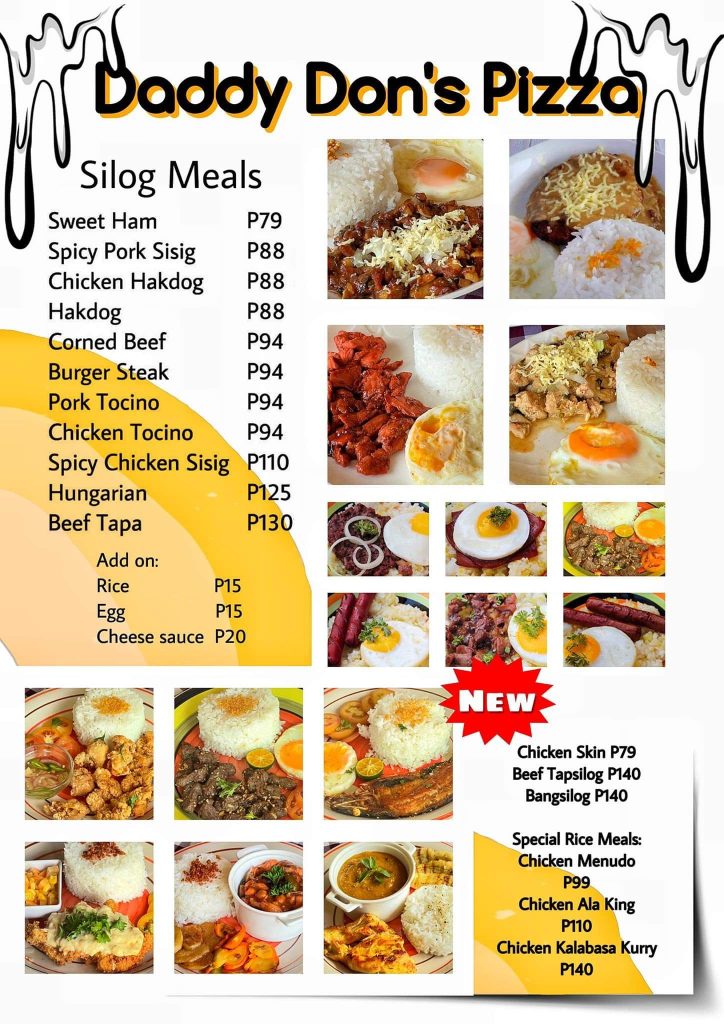 Daddy Don's Pizza
Silog Meals
Sweet Ham P79
Spicy Pork Sisig P88
Chicken Hakdog P88
Hakdog P88
Corned Beef P94
Burger Steak P94
Pork Tocino P94
Chicken Tocino P94
Spicy Chicken Sisig P110
Hungarian P125
Beef Tapa P130
Add on:
Rice P15
Egg P15
Cheese sauce P20
NEW
Chicken Skin P79
Beef Tapsilog P140
Bangsilog P140
Special Rice Meals:
Chicken Menudo
P99
Chicken Ala King
P110
Chicken Kalabasa Kurry
P140